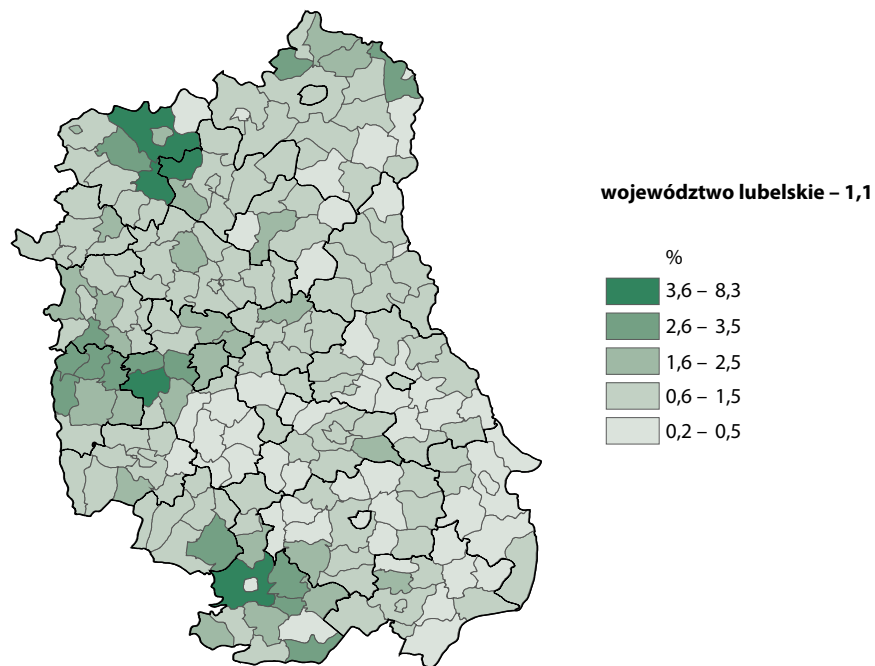 województwo lubelskie – 1,1
%
3,6 – 8,3
2,6 – 3,5
1,6 – 2,5
0,6 – 1,5
0,2 – 0,5